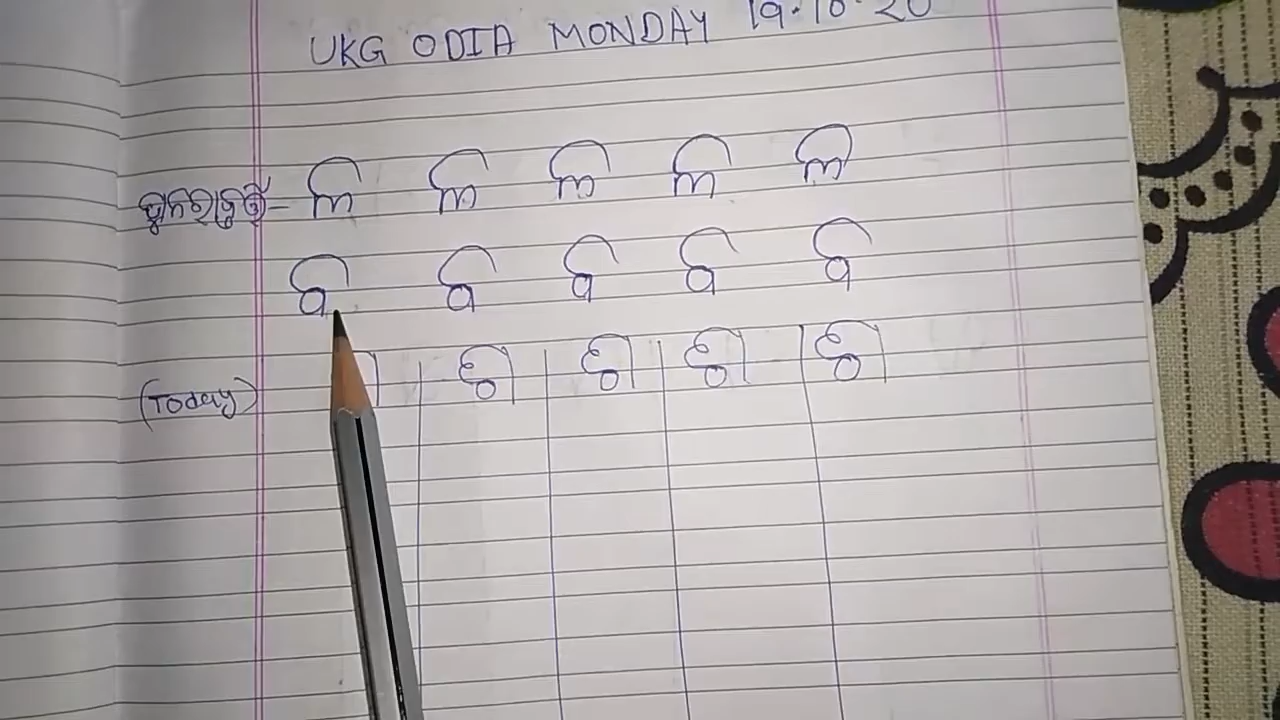 UKG ODIA MONDAY 19.10.20
ପୁନରାବୃତ୍ତି- ଲ ଲ ଲ ଲ ଲ
ଳ ଳ ଳ ଳ ଳ
(Today) ଶ ଶ ଶ ଶ